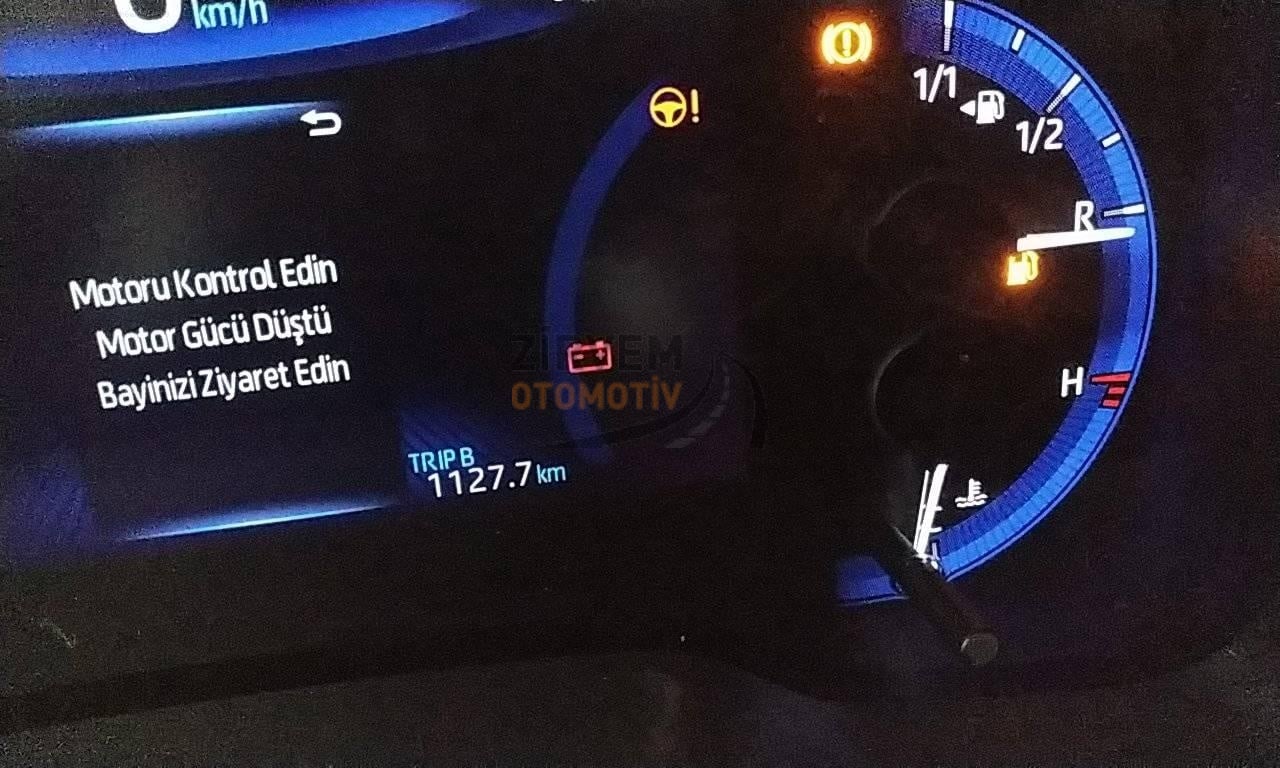 km/h
1/1
1/2
R
Motoru Kontrol Edin
Motor Gücü Düştü
Bayinizi Ziyaret Edin
OTOMOTİV
H
TRIP B
1127.7 km